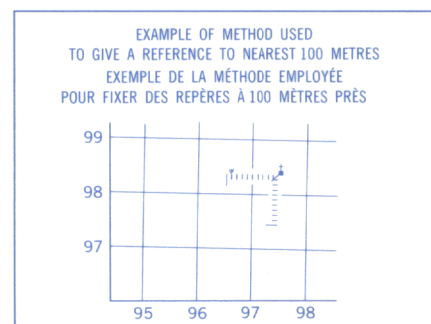 EXAMPLE OF METHOD USED
TO GIVE A REFERENCE TO NEAREST 100 METRES
EXEMPLE DE LA MÉTHODE EMPLOYÉE
POUR FIXER DES REPÈRES À 100 MÈTRES PRÈS
99
98
97
95 96 97 98